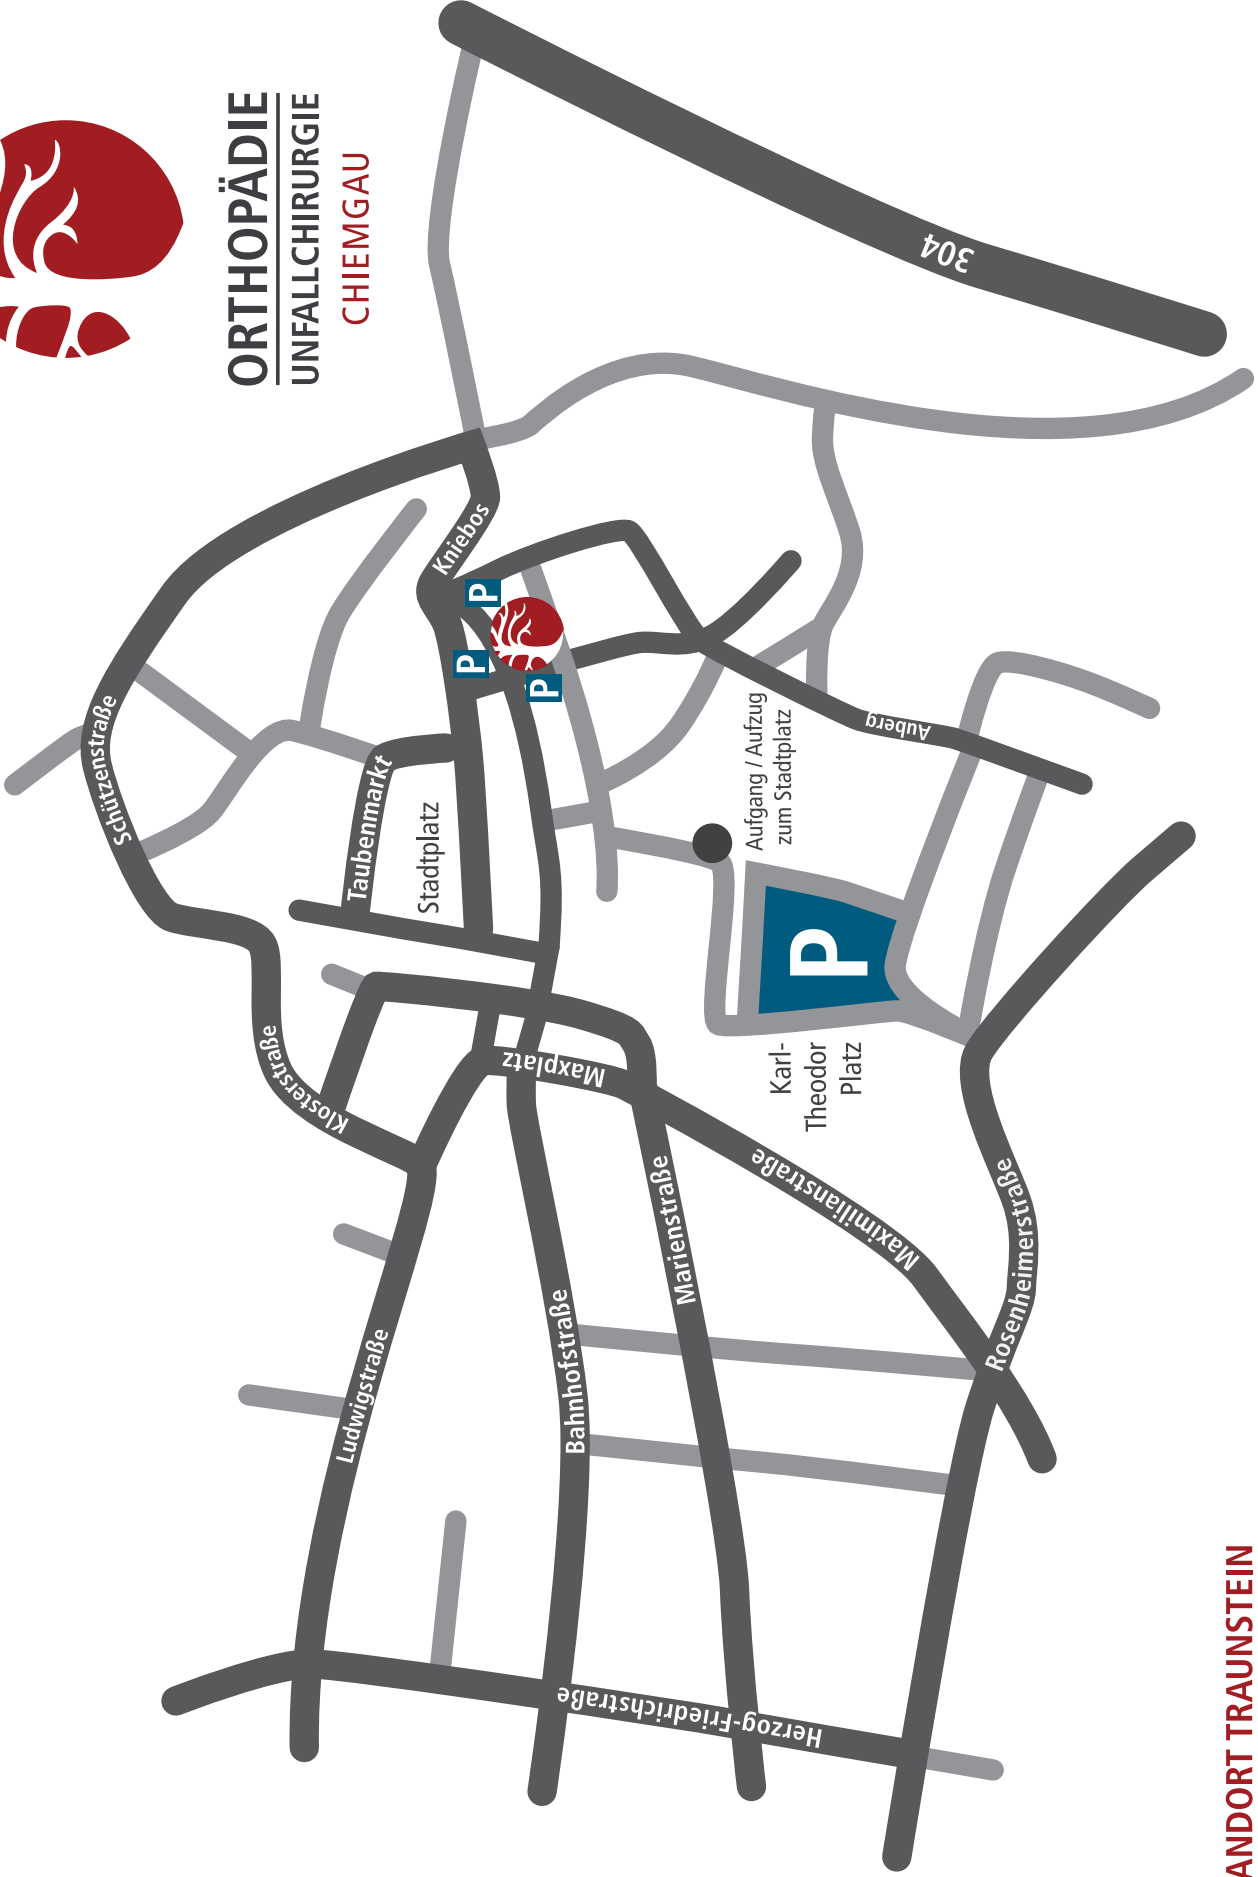 ORTHOPÄDIE
UNFALLCHIRURGIE
CHIEMGAU
304
Kniebos
P
P
P
Schützenstraße
Taubenmarkt
Stadtplatz
Auberg
Aufgang / Aufzug
zum Stadtplatz
P
Karl-
Theodor
Platz
Klosterstraße
Maxplatz
Maximilianstraße
Marienstraße
Rosenheimerstraße
Bahnhofstraße
Ludwigstraße
Herzog-Friedrichstraße
ANDORT TRAUNSTEIN